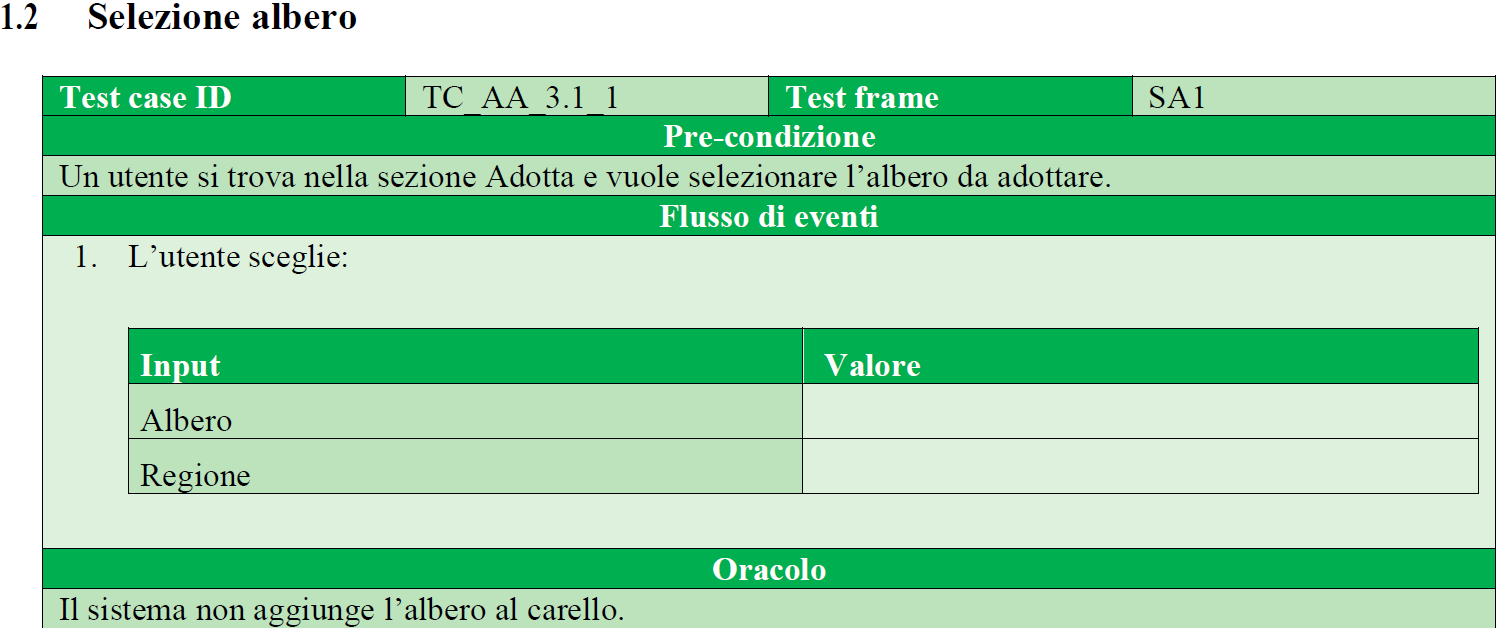 1.2 Selezione albero
Test case ID TC_AA_3.1_1 Test frame SA1
Pre-condizione
Un utente si trova nella sezione Adotta e vuole selezionare l’albero da adottare.
Flusso di eventi
1. L’utente sceglie:
Input Valore
Albero
Regione
Oracolo
Il sistema non aggiunge l’albero al carello.